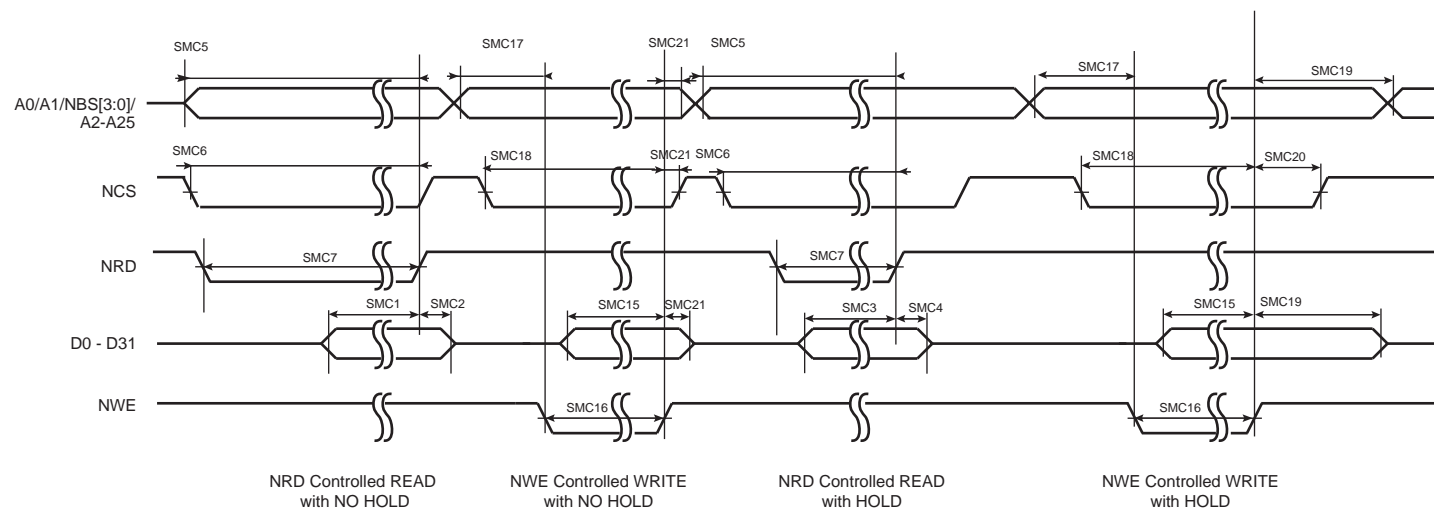 SMC5
SMC17
SMC21
SMC5
SMC17
SMC19
A0/A1/NBS[3:0]/
A2-A25
SMC6
SMC18
SMC21
SMC6
SMC18
SMC20
NCS
NRD
SMC7
SMC7
SMC1
SMC2
SMC15
SMC21
SMC3
SMC4
SMC15
SMC19
D0 - D31
NWE
SMC16
SMC16
NRD Controlled READ
with NO HOLD
NWE Controlled WRITE
with NO HOLD
NRD Controlled READ
with HOLD
NWE Controlled WRITE
with HOLD